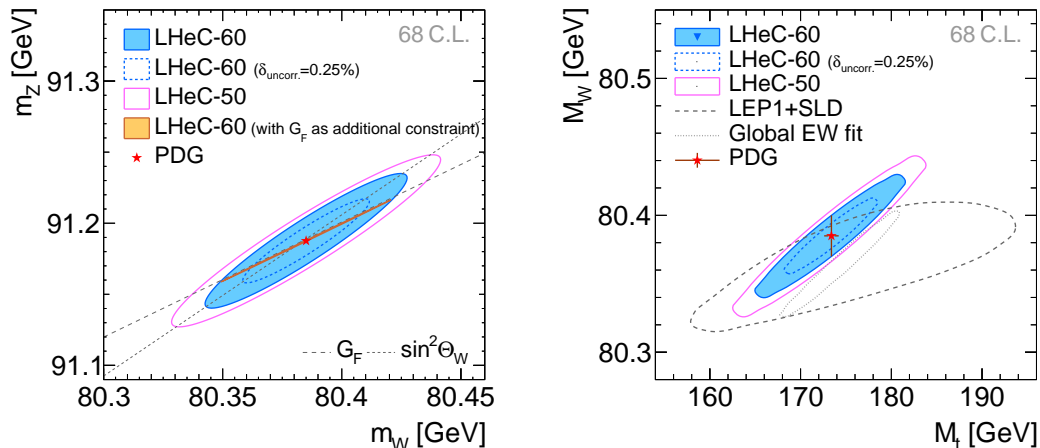 m_Z [GeV]
91.3
91.2
91.1
68 C.L.
LHeC-60
LHeC-60 (δ_uncorr.=0.25%)
LHeC-50
LHeC-60 (with G_F as additional constraint)
PDG
G_F
sin²Θ_W
80.3 80.35 80.4 80.45
m_W [GeV]
M_W [GeV]
80.5
80.4
80.3
68 C.L.
LHeC-60
LHeC-60 (δ_uncorr.=0.25%)
LHeC-50
LEP1+SLD
Global EW fit
PDG
160 170 180 190
M_t [GeV]